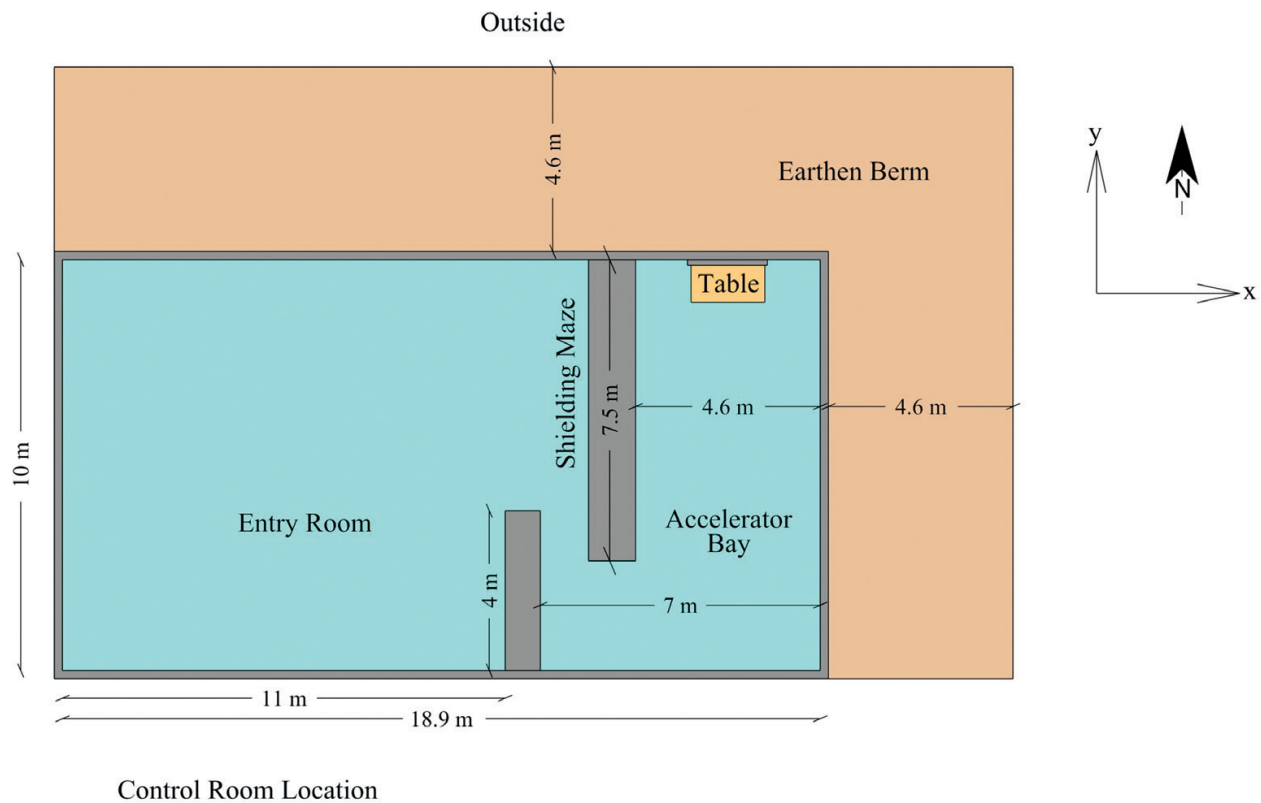 Outside
4.6 m
Earthen Berm
y
N
x
Table
Shielding Maze
7.5 m
4.6 m
4.6 m
10 m
Entry Room
Accelerator
Bay
4 m
7 m
11 m
18.9 m
Control Room Location